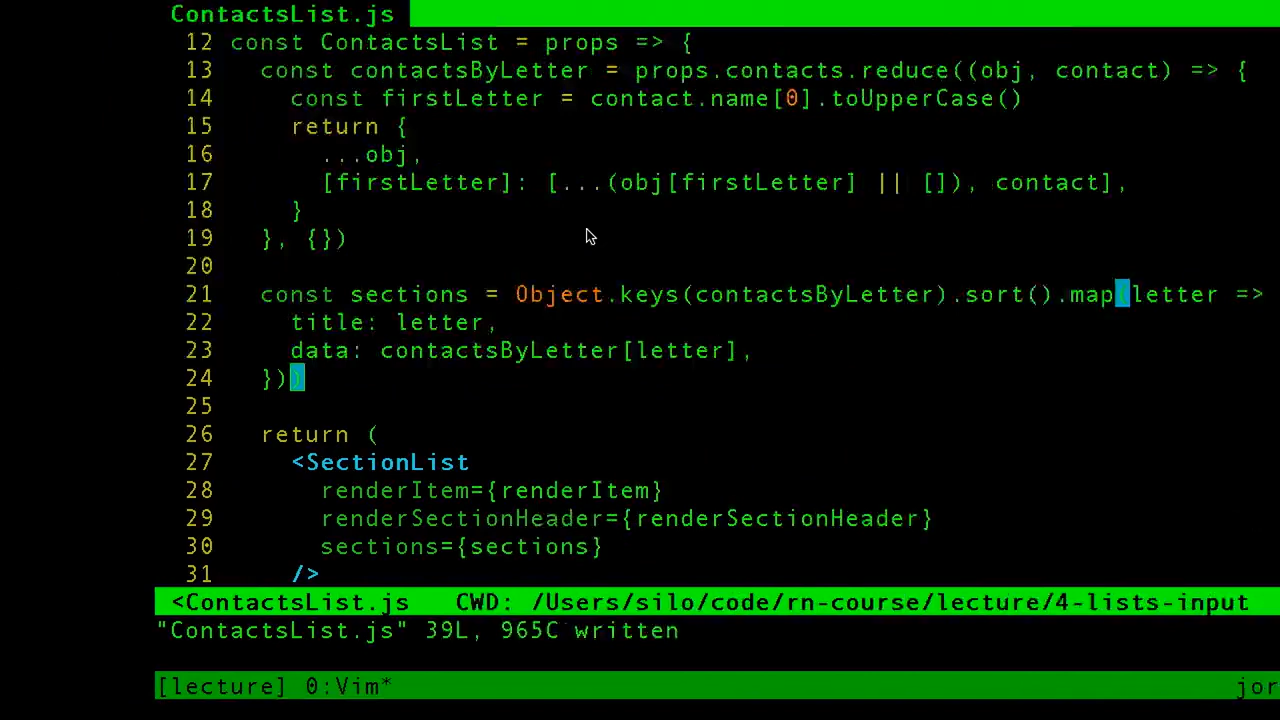 ContactsList.js
12 const ContactsList = props => {
13   const contactsByLetter = props.contacts.reduce((obj, contact) => {
14     const firstLetter = contact.name[0].toUpperCase()
15     return {
16       ...obj,
17       [firstLetter]: [...(obj[firstLetter] || []), contact],
18     }
19   }, {})
20
21   const sections = Object.keys(contactsByLetter).sort().map(letter =>
22     title: letter,
23     data: contactsByLetter[letter],
24   }))
25
26   return (
27     <SectionList
28       renderItem={renderItem}
29       renderSectionHeader={renderSectionHeader}
30       sections={sections}
31     />
<ContactsList.js   CWD: /Users/silo/code/rn-course/lecture/4-lists-input
"ContactsList.js" 39L, 965C written
[lecture] 0:Vim* jor